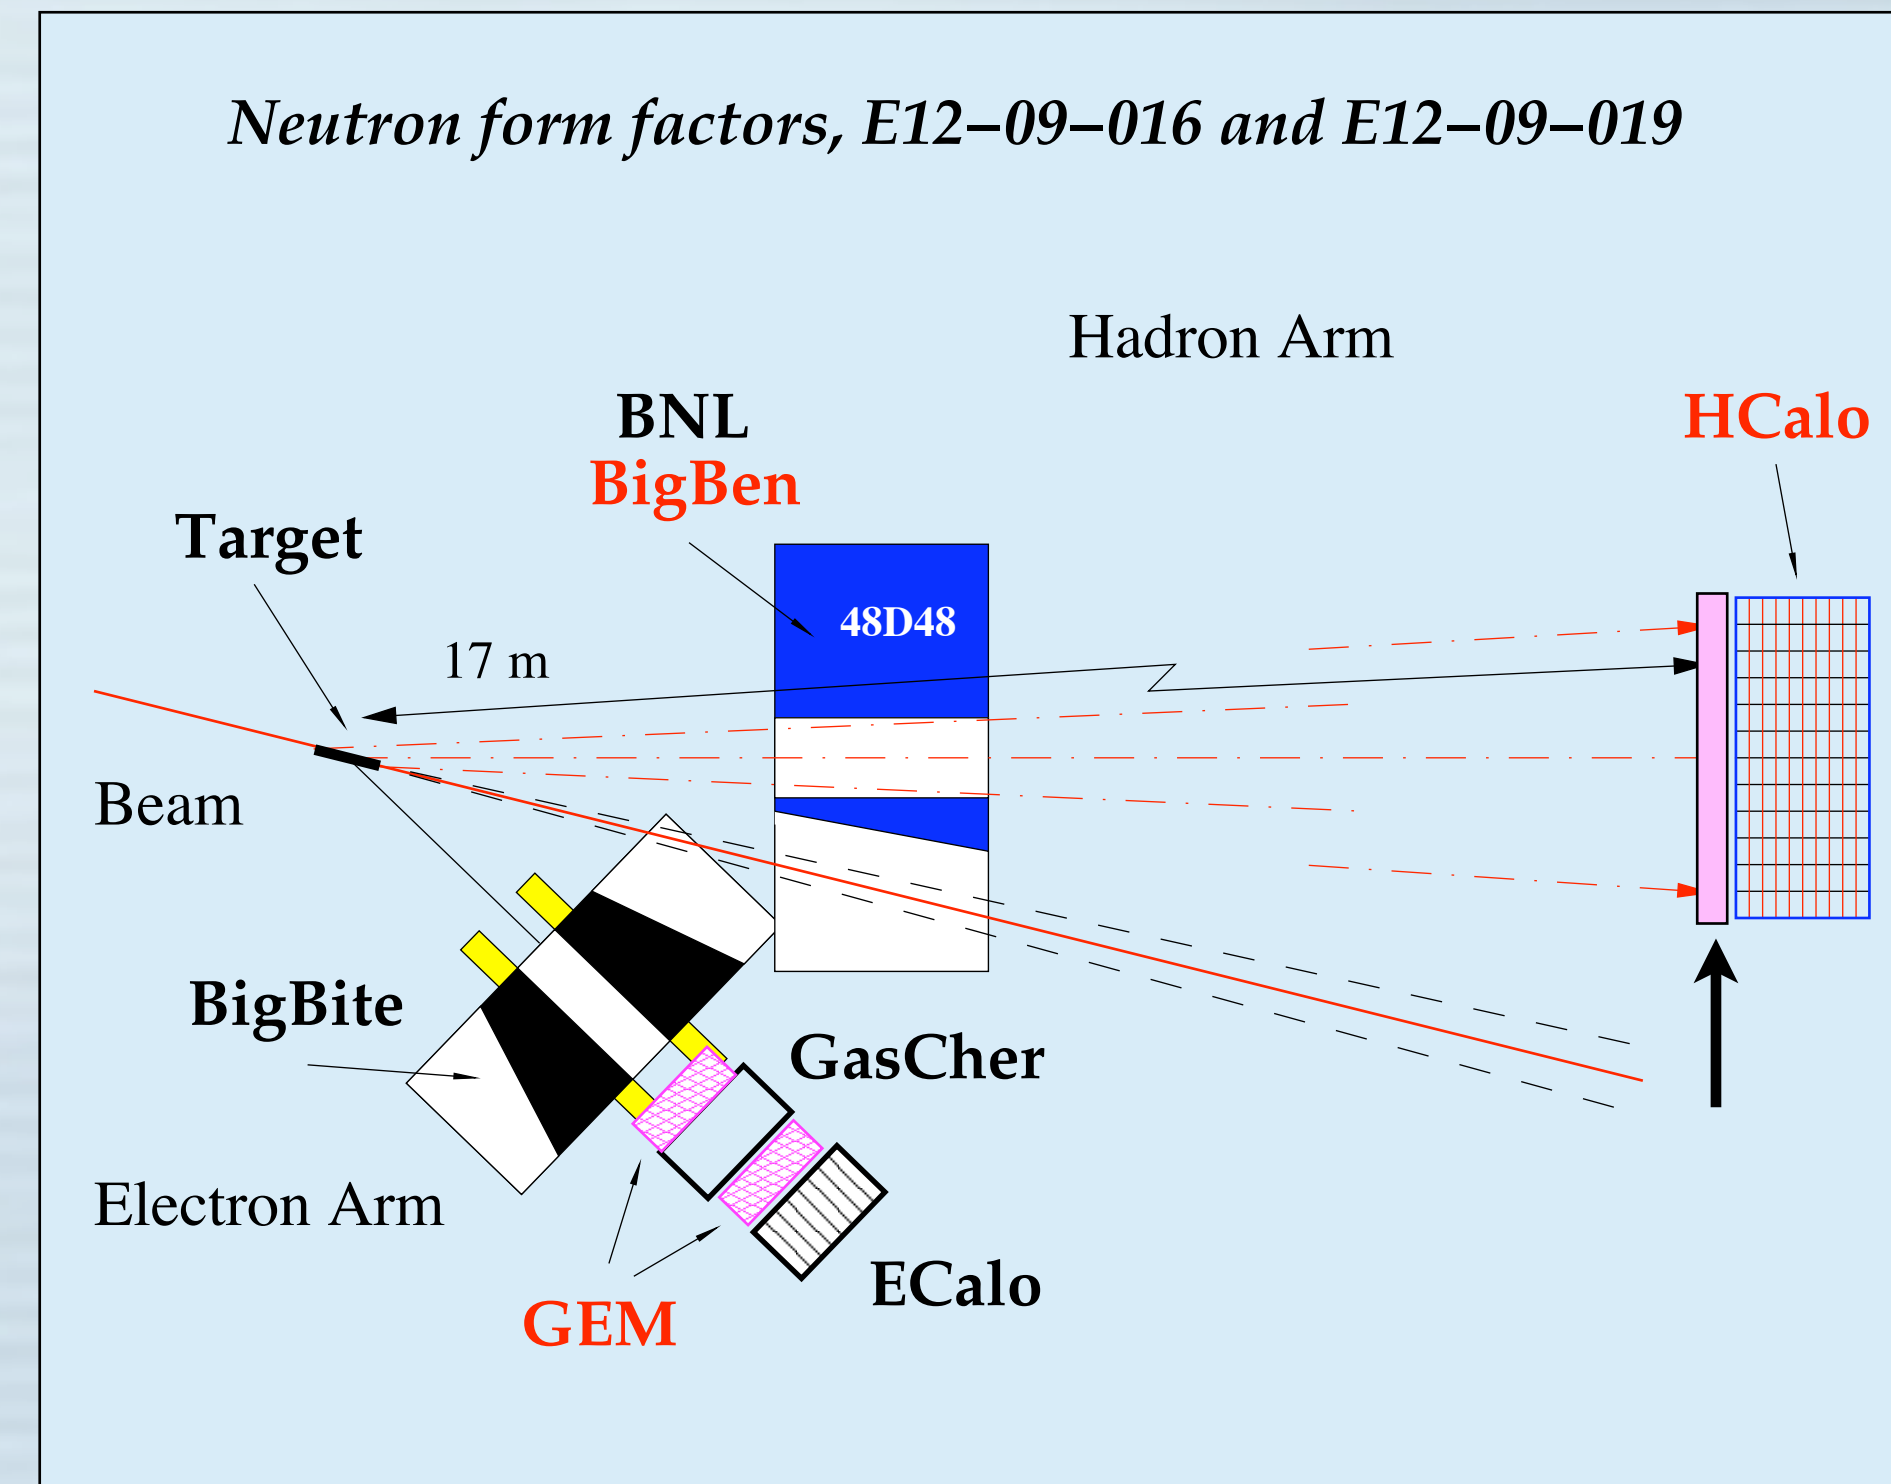 Neutron form factors, E12−09−016 and E12−09−019
Hadron Arm
BNL
BigBen
HCalo
Target
48D48
17 m
Beam
BigBite
GasCher
Electron Arm
ECalo
GEM